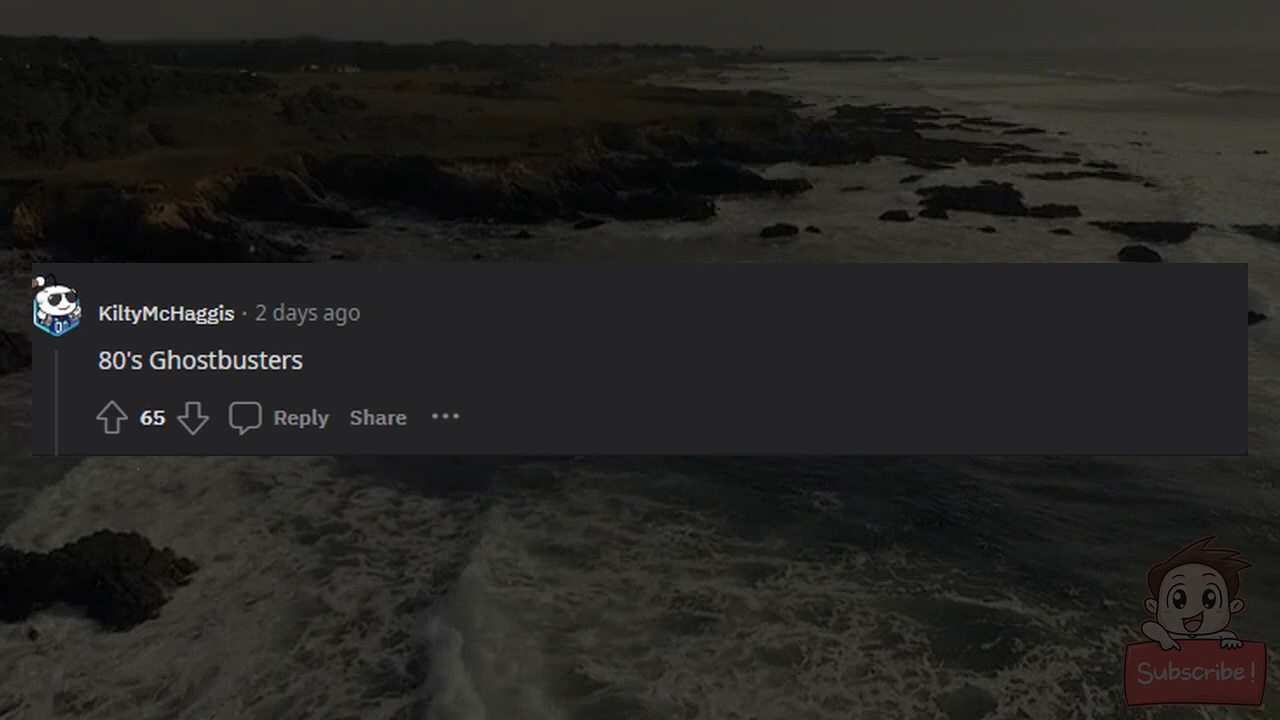 KiltyMcHaggis · 2 days ago
80's Ghostbusters
65 Reply Share ...
Subscribe!